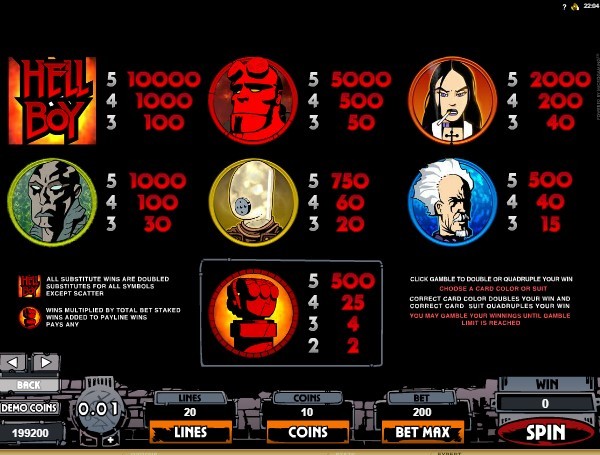 ? 22:04
HELL BOY
5 10000
4 1000
3 100
5 5000
4 500
3 50
5 2000
4 200
3 40
5 1000
4 100
3 30
5 750
4 60
3 20
5 500
4 40
3 15
HELL BOY
ALL SUBSTITUTE WINS ARE DOUBLED
SUBSTITUTES FOR ALL SYMBOLS
EXCEPT SCATTER
WINS MULTIPLIED BY TOTAL BET STAKED
WINS ADDED TO PAYLINE WINS
PAYS ANY
5 500
4 25
3 4
2 2
CLICK GAMBLE TO DOUBLE OR QUADRUPLE YOUR WIN
CHOOSE A CARD COLOR OR SUIT
CORRECT CARD COLOR DOUBLES YOUR WIN AND
CORRECT CARD SUIT QUADRUPLES YOUR WIN
YOU MAY GAMBLE YOUR WINNINGS UNTIL GAMBLE
LIMIT IS REACHED
BACK
DEMO COINS
199200
0.01
+
LINES
20
LINES
COINS
10
COINS
BET
200
BET MAX
WIN
0
SPIN
EXPERT